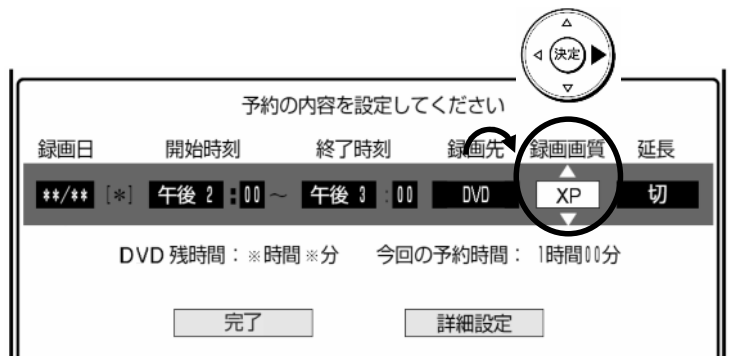 決定
予約の内容を設定してください
録画日 開始時刻 終了時刻 録画先 録画画質 延長
**/** [*] 午後 2:00 ~ 午後 3:00 DVD XP 切
DVD 残時間：※時間※分 今回の予約時間： 1時間00分
完了 詳細設定